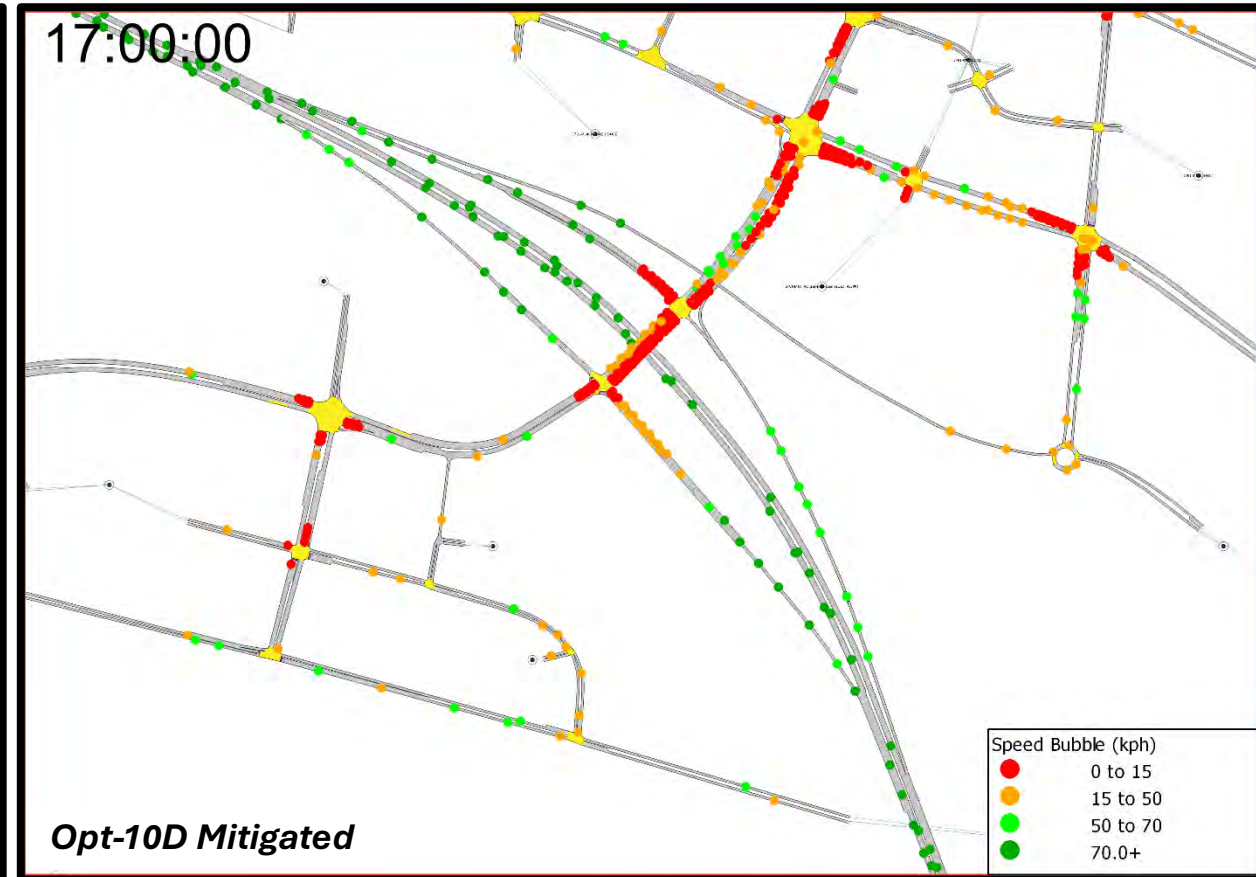 17:00:00
Speed Bubble (kph)
0 to 15
15 to 50
50 to 70
70.0+
Opt-10D Mitigated